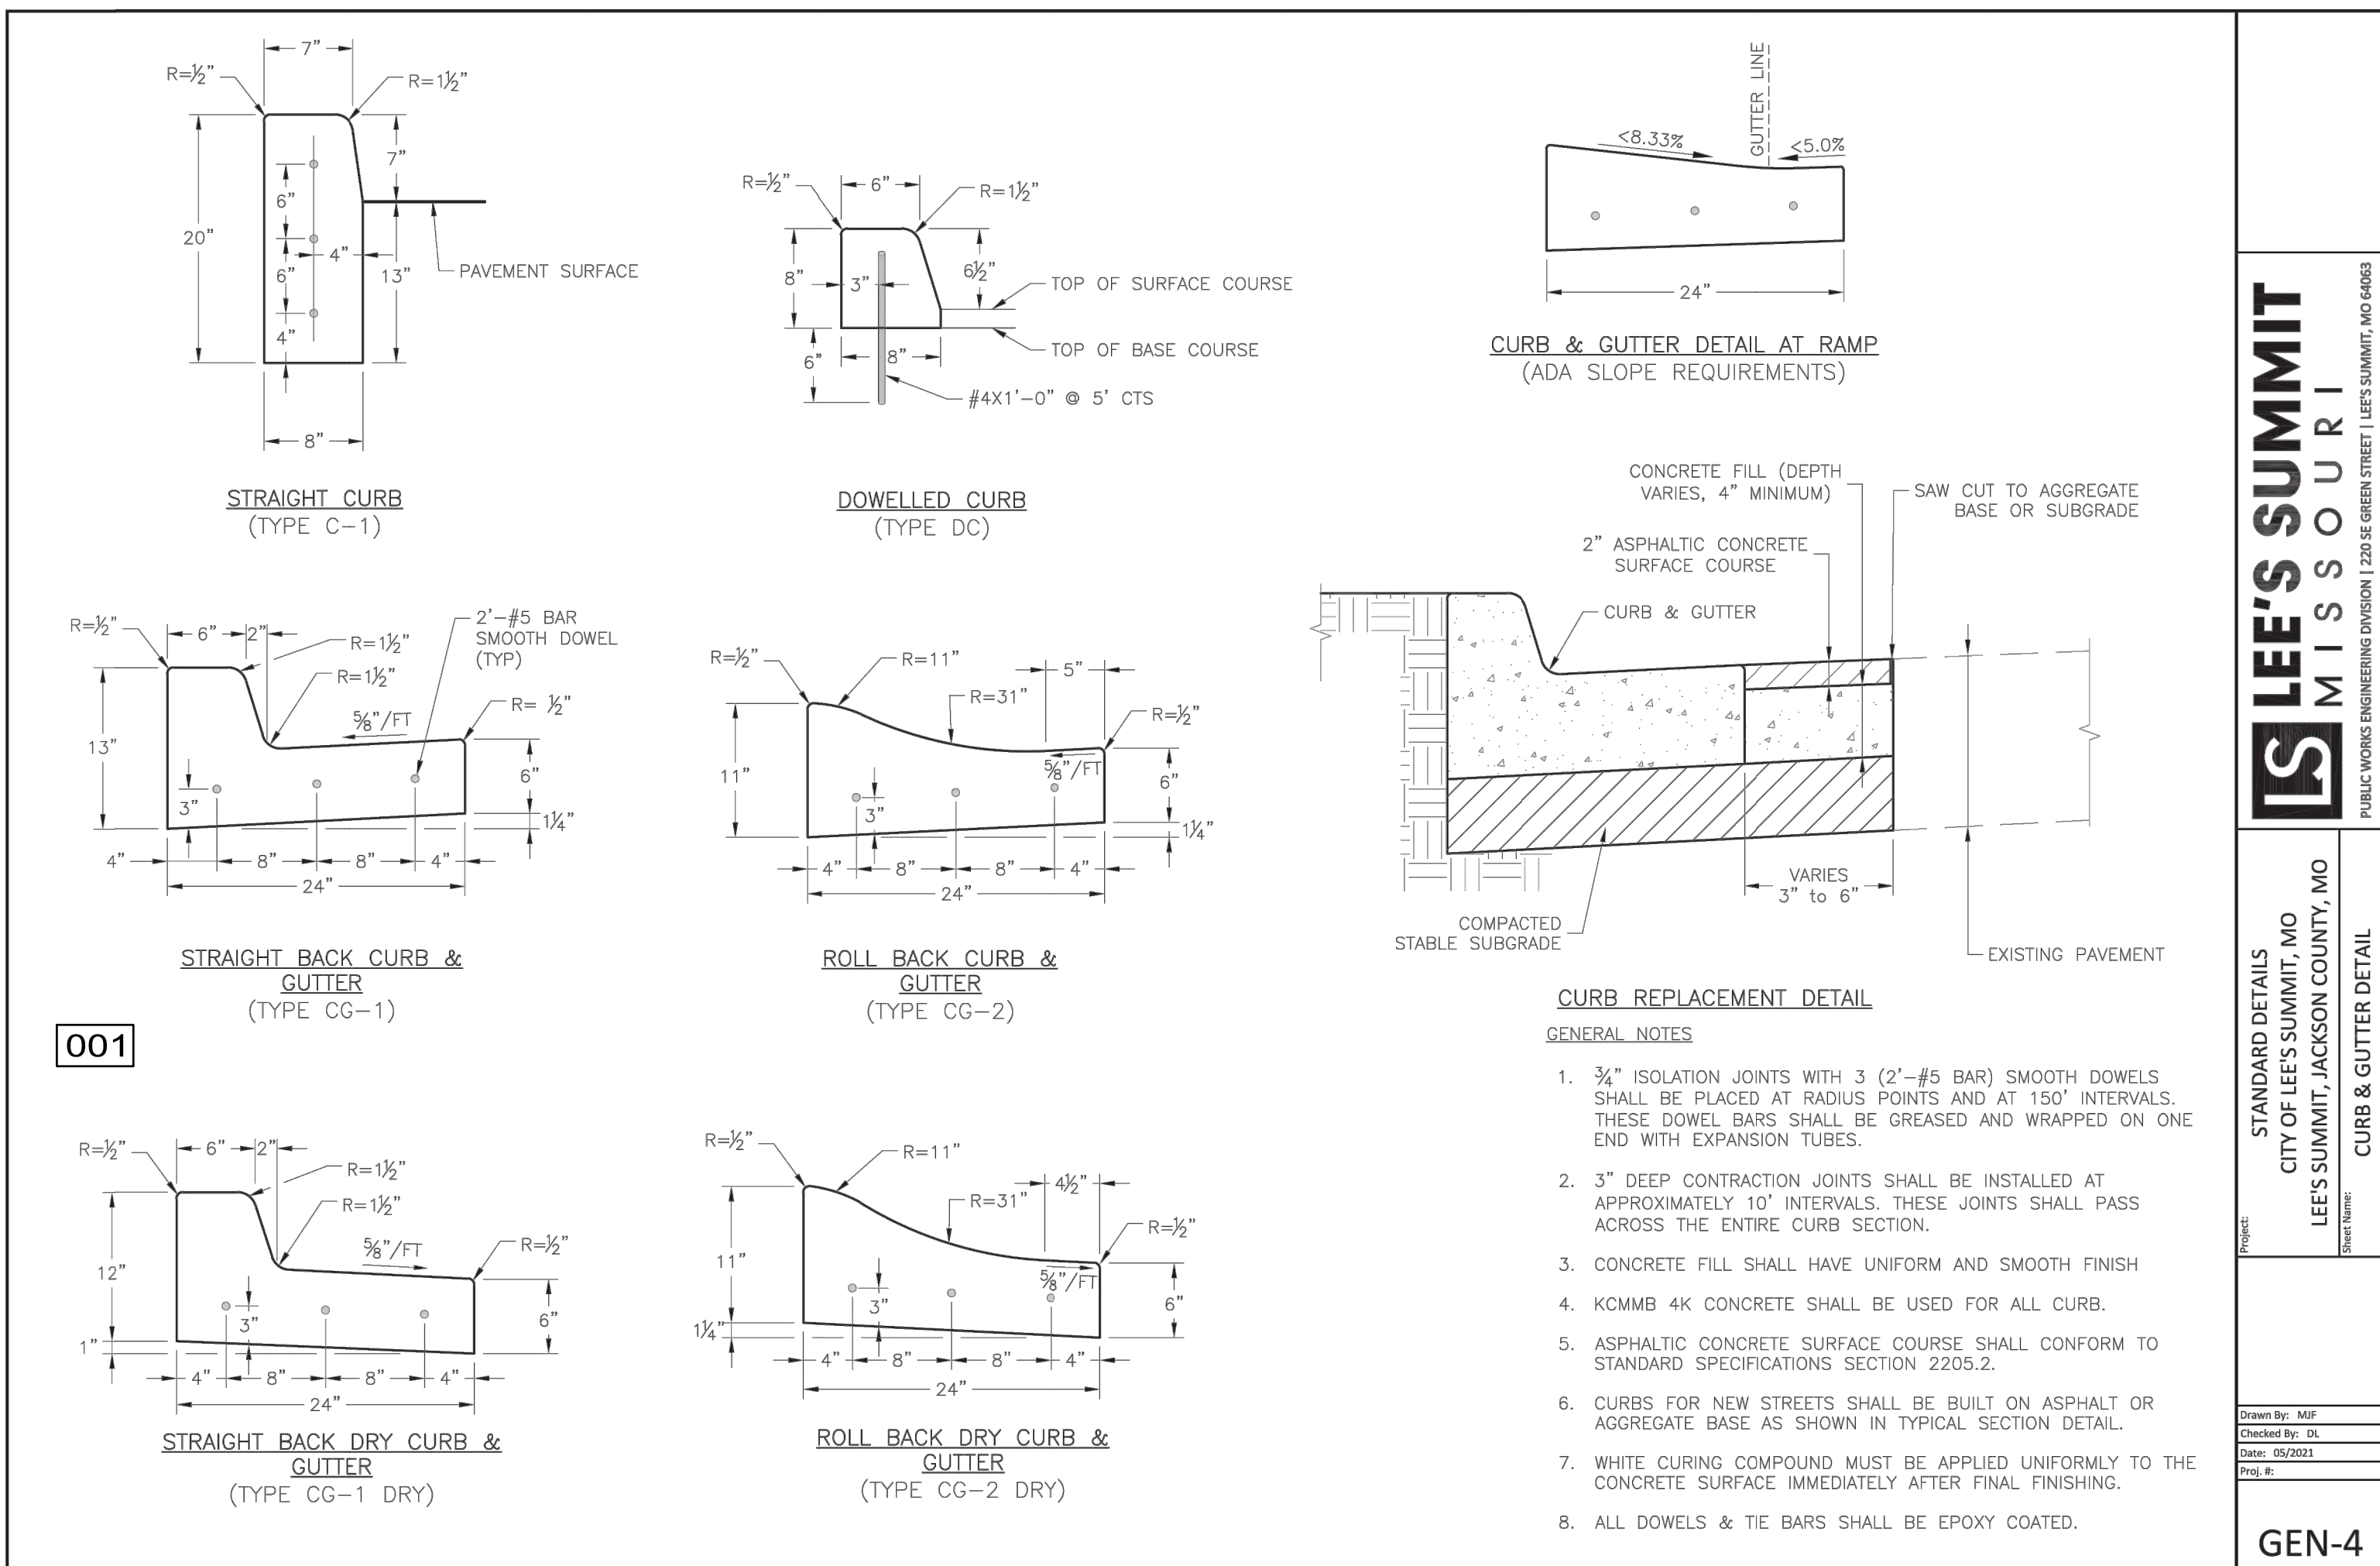 7"
R=½"
R=1½"
7"
6"
20"
4"
6"
13"
PAVEMENT SURFACE
4"
8"
STRAIGHT CURB
(TYPE C-1)
R=½"
6"
R=1½"
8"
3"
6½"
TOP OF SURFACE COURSE
TOP OF BASE COURSE
6"
8"
#4X1'-0" @ 5' CTS
DOWELLED CURB
(TYPE DC)
GUTTER LINE
<8.33%
<5.0%
24"
CURB & GUTTER DETAIL AT RAMP
(ADA SLOPE REQUIREMENTS)
R=½"
6"
2"
R=1½"
R=1½"
2'-#5 BAR
SMOOTH DOWEL
(TYP)
⅝"/FT
R= ½"
13"
3"
6"
1¼"
4"
8"
8"
4"
24"
STRAIGHT BACK CURB &
GUTTER
(TYPE CG-1)
R=½"
R=11"
R=31"
5"
R=½"
11"
⅝"/FT
6"
3"
1¼"
4"
8"
8"
4"
24"
ROLL BACK CURB &
GUTTER
(TYPE CG-2)
CONCRETE FILL (DEPTH
VARIES, 4" MINIMUM)
SAW CUT TO AGGREGATE
BASE OR SUBGRADE
2" ASPHALTIC CONCRETE
SURFACE COURSE
CURB & GUTTER
VARIES
3" to 6"
COMPACTED
STABLE SUBGRADE
EXISTING PAVEMENT
CURB REPLACEMENT DETAIL
001
R=½"
6"
2"
R=1½"
R=1½"
⅝"/FT
R=½"
12"
3"
6"
1"
4"
8"
8"
4"
24"
STRAIGHT BACK DRY CURB &
GUTTER
(TYPE CG-1 DRY)
R=½"
R=11"
R=31"
4½"
R=½"
11"
⅝"/FT
3"
6"
1¼"
4"
8"
8"
4"
24"
ROLL BACK DRY CURB &
GUTTER
(TYPE CG-2 DRY)
GENERAL NOTES
1. ¾" ISOLATION JOINTS WITH 3 (2'-#5 BAR) SMOOTH DOWELS
SHALL BE PLACED AT RADIUS POINTS AND AT 150' INTERVALS.
THESE DOWEL BARS SHALL BE GREASED AND WRAPPED ON ONE
END WITH EXPANSION TUBES.
2. 3" DEEP CONTRACTION JOINTS SHALL BE INSTALLED AT
APPROXIMATELY 10' INTERVALS. THESE JOINTS SHALL PASS
ACROSS THE ENTIRE CURB SECTION.
3. CONCRETE FILL SHALL HAVE UNIFORM AND SMOOTH FINISH
4. KCMMB 4K CONCRETE SHALL BE USED FOR ALL CURB.
5. ASPHALTIC CONCRETE SURFACE COURSE SHALL CONFORM TO
STANDARD SPECIFICATIONS SECTION 2205.2.
6. CURBS FOR NEW STREETS SHALL BE BUILT ON ASPHALT OR
AGGREGATE BASE AS SHOWN IN TYPICAL SECTION DETAIL.
7. WHITE CURING COMPOUND MUST BE APPLIED UNIFORMLY TO THE
CONCRETE SURFACE IMMEDIATELY AFTER FINAL FINISHING.
8. ALL DOWELS & TIE BARS SHALL BE EPOXY COATED.
LS LEE'S SUMMIT
MISSOURI
PUBLIC WORKS ENGINEERING DIVISION | 220 SE GREEN STREET | LEE'S SUMMIT, MO 64063
Project:
STANDARD DETAILS
CITY OF LEE'S SUMMIT, MO
LEE'S SUMMIT, JACKSON COUNTY, MO
Sheet Name:
CURB & GUTTER DETAIL
Drawn By: MJF
Checked By: DL
Date: 05/2021
Proj. #:
GEN-4